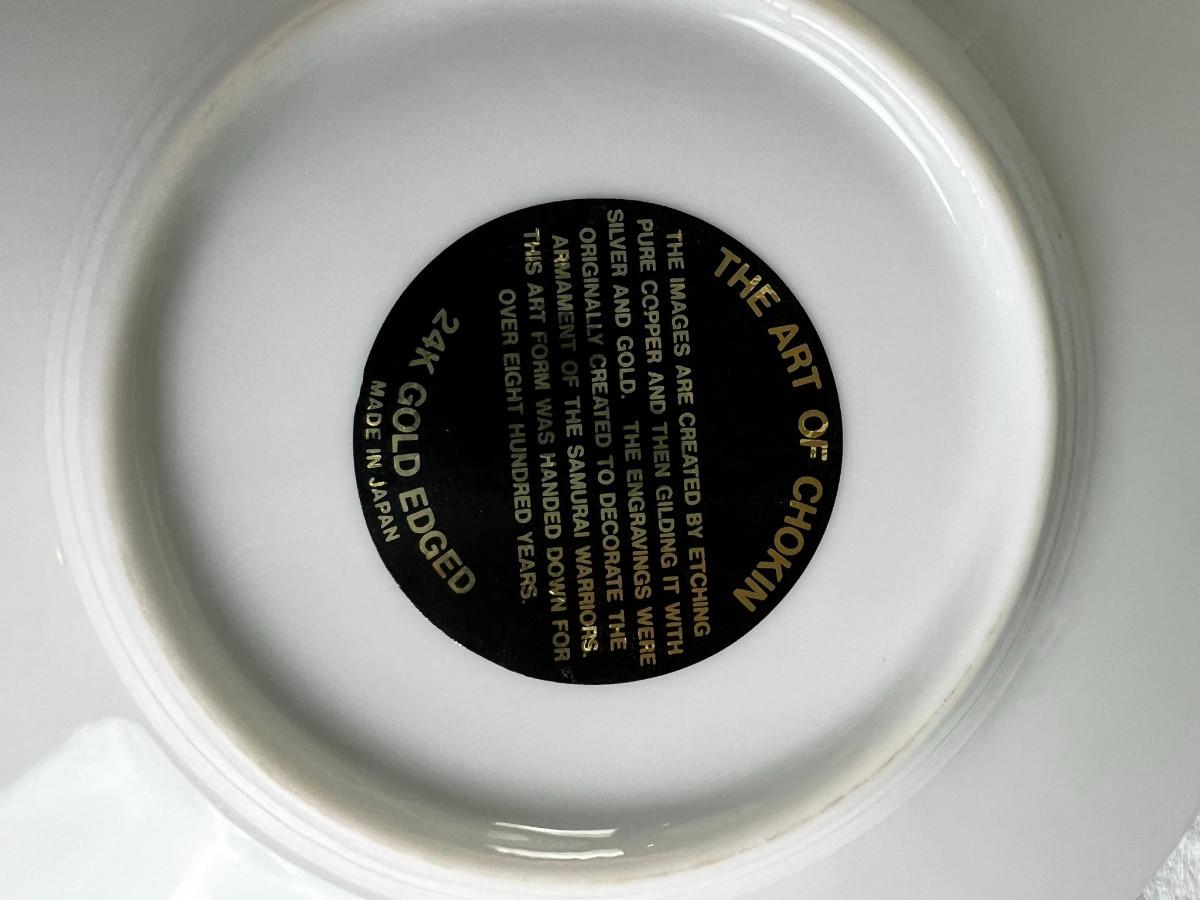 THE ART OF CHOKIN
THE IMAGES ARE CREATED BY ETCHING
PURE COPPER AND THEN GILDING IT WITH
SILVER AND GOLD. THE ENGRAVINGS WERE
ORIGINALLY CREATED TO DECORATE THE
ARMAMENT OF THE SAMURAI WARRIORS.
THIS ART FORM WAS HANDED DOWN FOR
OVER EIGHT HUNDRED YEARS.
24K GOLD EDGED
MADE IN JAPAN